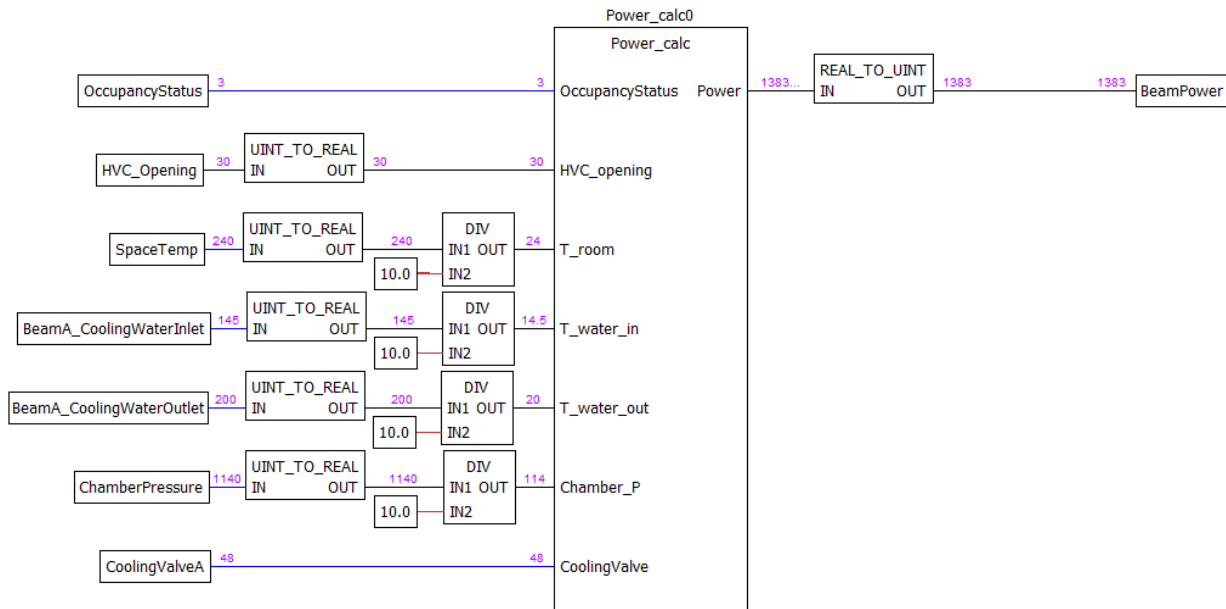 Power_calc0
Power_calc
OccupancyStatus 3 3 OccupancyStatus Power 1383... REAL_TO_UINT IN OUT 1383 1383 BeamPower
HVC_Opening 30 UINT_TO_REAL IN OUT 30 30 HVC_opening
SpaceTemp 240 UINT_TO_REAL IN OUT 240 DIV IN1 OUT 24 T_room
10.0 IN2
BeamA_CoolingWaterInlet 145 UINT_TO_REAL IN OUT 145 DIV IN1 OUT 14.5 T_water_in
10.0 IN2
BeamA_CoolingWaterOutlet 200 UINT_TO_REAL IN OUT 200 DIV IN1 OUT 20 T_water_out
10.0 IN2
ChamberPressure 1140 UINT_TO_REAL IN OUT 1140 DIV IN1 OUT 114 Chamber_P
10.0 IN2
CoolingValveA 48 48 CoolingValve